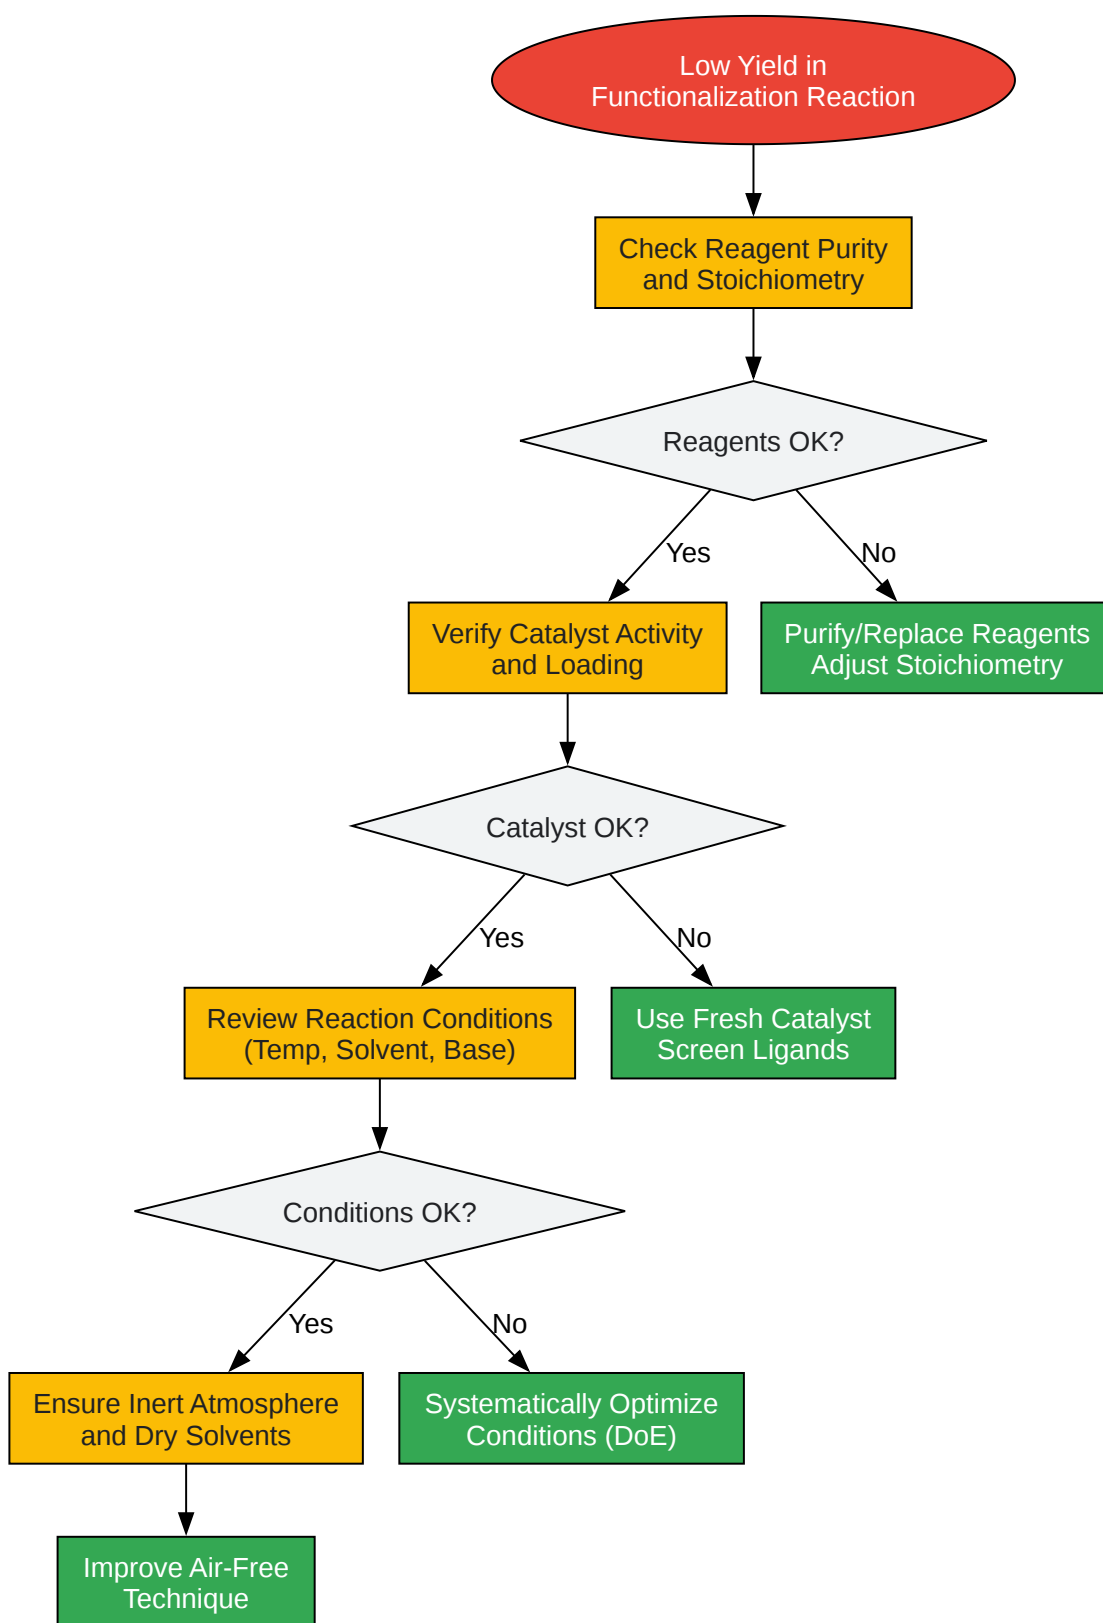 Low Yield in
Functionalization Reaction
Check Reagent Purity
and Stoichiometry
Reagents OK?
Yes
No
Verify Catalyst Activity
and Loading
Purify/Replace Reagents
Adjust Stoichiometry
Catalyst OK?
Yes
No
Review Reaction Conditions
(Temp, Solvent, Base)
Use Fresh Catalyst
Screen Ligands
Conditions OK?
Yes
No
Ensure Inert Atmosphere
and Dry Solvents
Systematically Optimize
Conditions (DoE)
Improve Air-Free
Technique